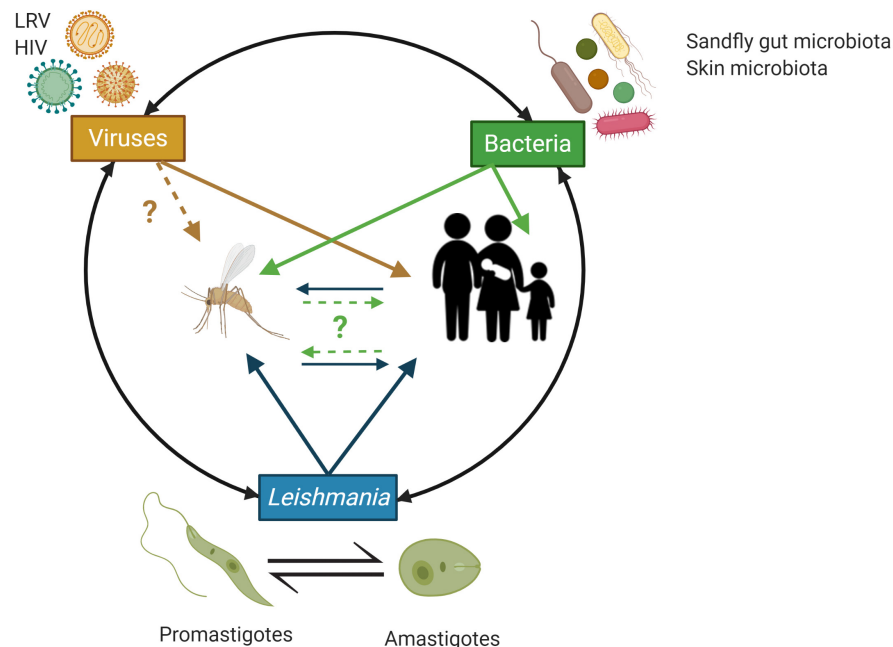 LRV
HIV
Sandfly gut microbiota
Skin microbiota
Viruses
Bacteria
?
?
Leishmania
Promastigotes
Amastigotes